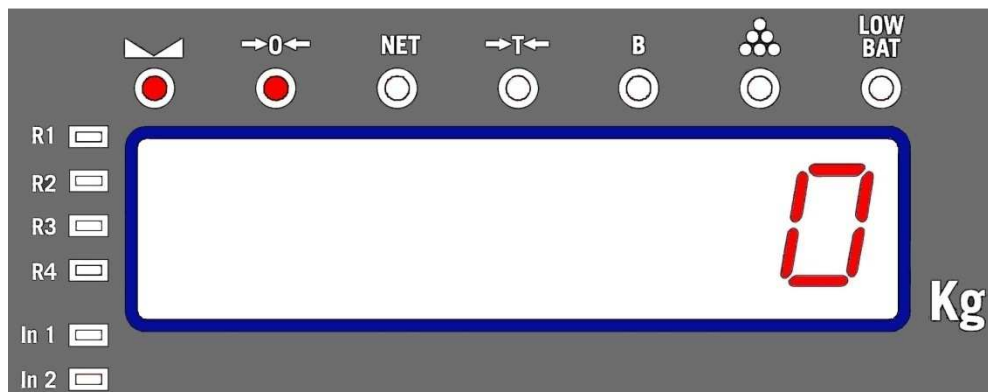 →0← NET →T← B LOW BAT
R1
R2
R3
R4
In 1
In 2
0
Kg